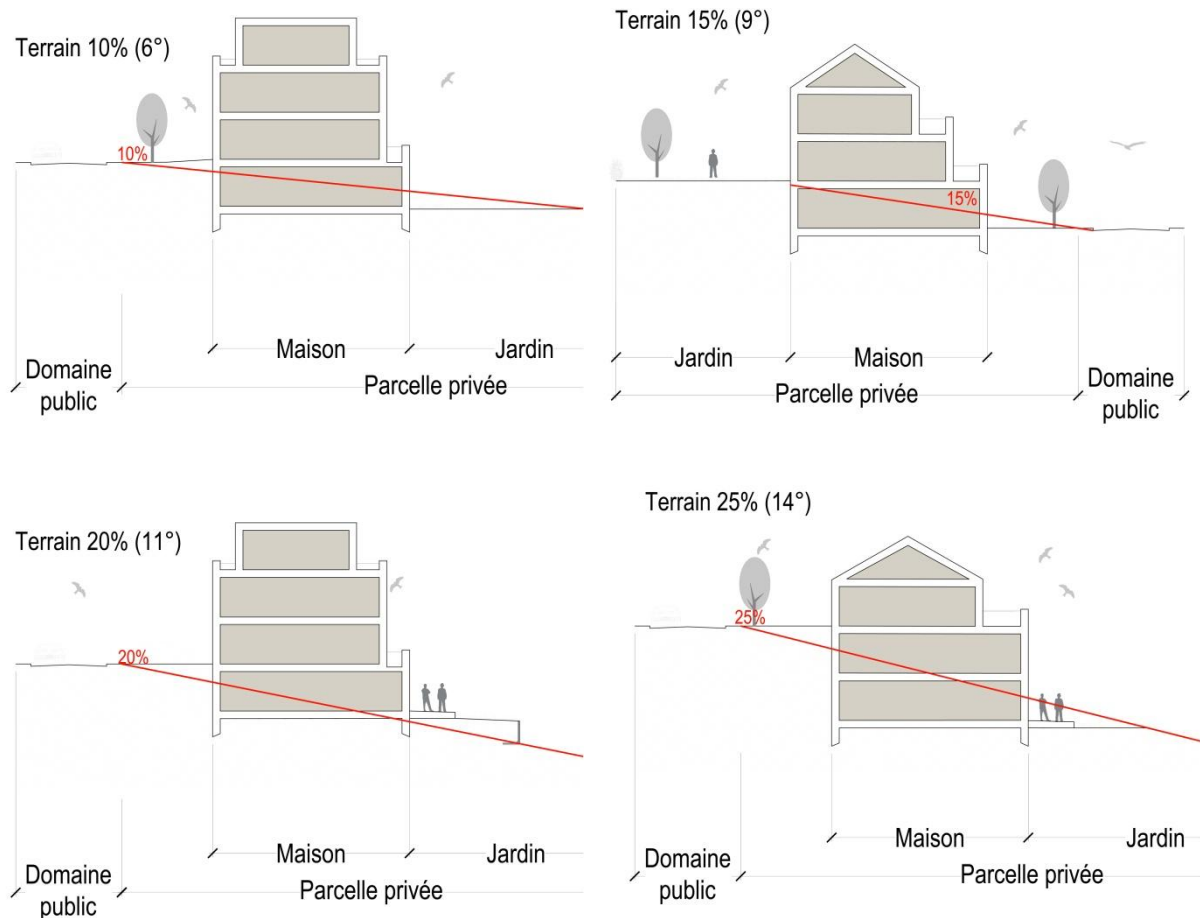 Terrain 10% (6°)
10%
Maison
Jardin
Domaine
public
Parcelle privée
Terrain 15% (9°)
15%
Jardin
Maison
Parcelle privée
Domaine
public
Terrain 20% (11°)
20%
Maison
Jardin
Domaine
public
Parcelle privée
Terrain 25% (14°)
25%
Maison
Jardin
Domaine
public
Parcelle privée